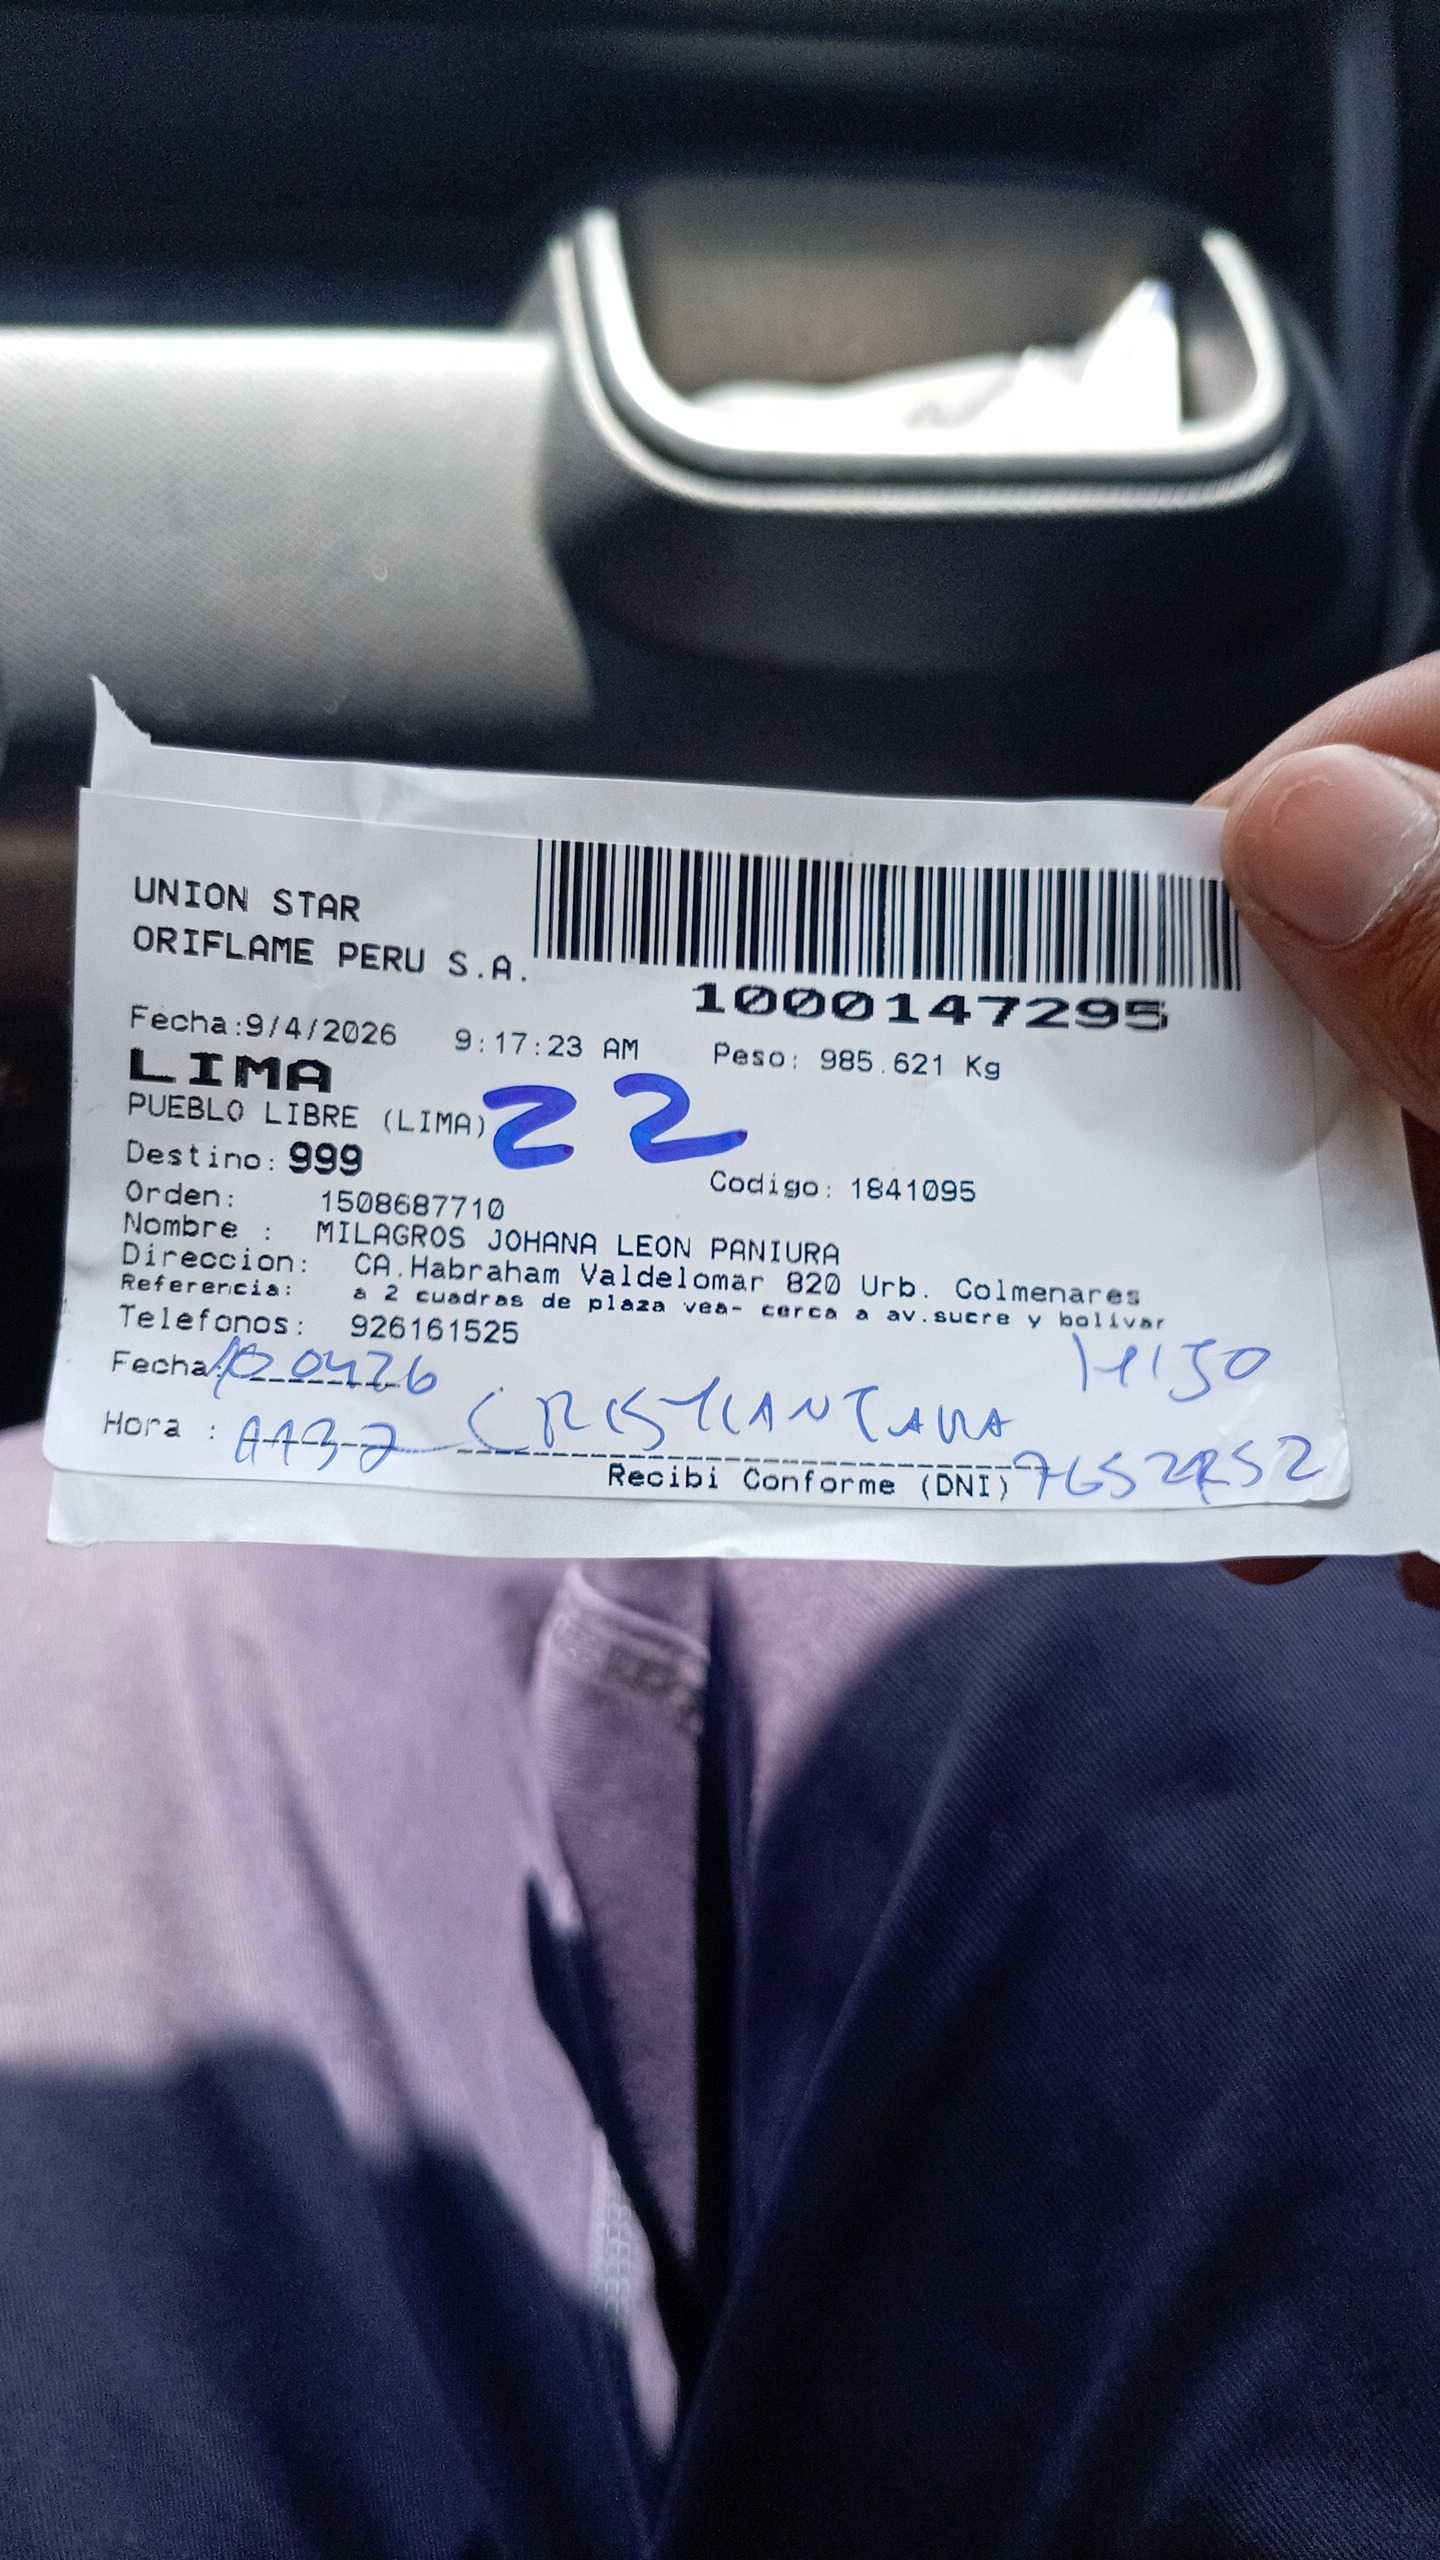 UNION STAR
ORIFLAME PERU S.A.
1000147295
Fecha:9/4/2026 9:17:23 AM Peso: 985.621 Kg
LIMA
PUEBLO LIBRE (LIMA) 22
Destino: 999
Codigo: 1841095
Orden: 1508687710
Nombre : MILAGROS JOHANA LEON PANIURA
Direccion: CA.Habraham Valdelomar 820 Urb. Colmenares
Referencia: a 2 cuadras de plaza vea- cerca a av.sucre y bolivar
Telefonos: 926161525
Fecha: 100426 HIJO
Hora :
Recibi Conforme (DNI)